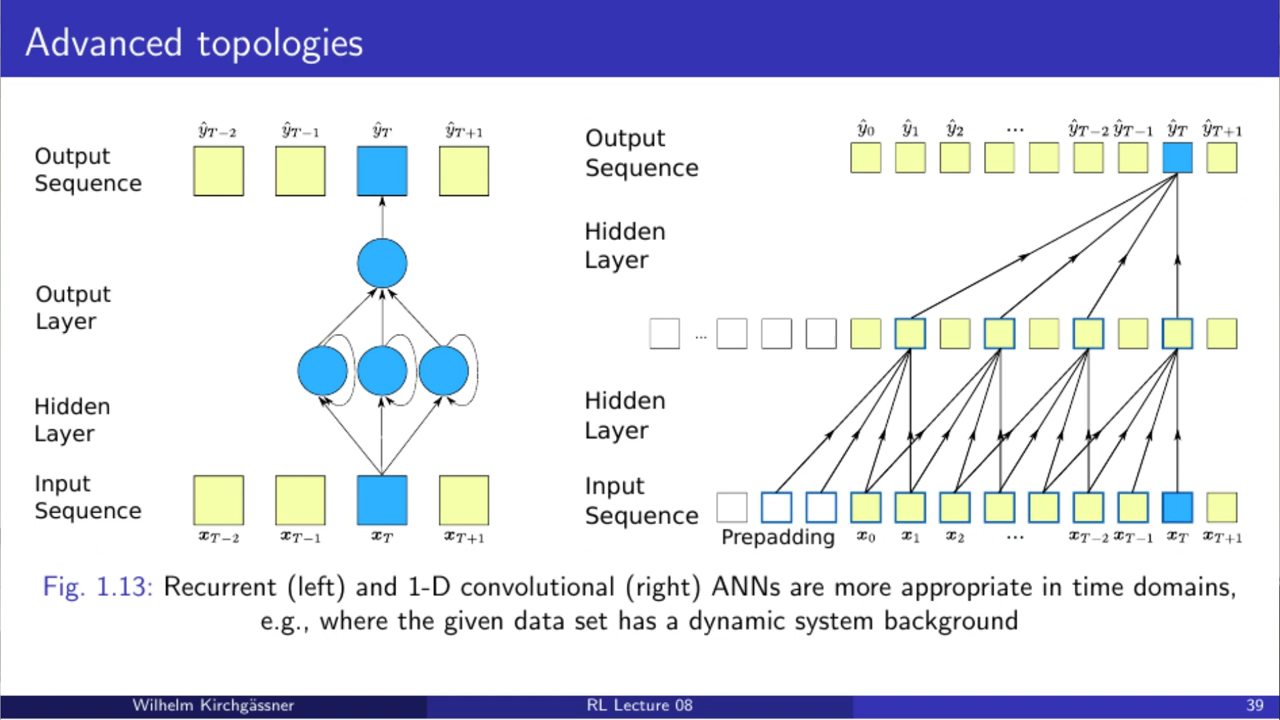 Advanced topologies
ŷ_{T−2} ŷ_{T−1} ŷ_T ŷ_{T+1}
Output
Sequence
Output
Layer
Hidden
Layer
Input
Sequence
x_{T−2} x_{T−1} x_T x_{T+1}
ŷ_0 ŷ_1 ŷ_2 ... ŷ_{T−2} ŷ_{T−1} ŷ_T ŷ_{T+1}
Output
Sequence
Hidden
Layer
...
Hidden
Layer
Input
Sequence
Prepadding x_0 x_1 x_2 ... x_{T−2} x_{T−1} x_T x_{T+1}
Fig. 1.13: Recurrent (left) and 1-D convolutional (right) ANNs are more appropriate in time domains,
e.g., where the given data set has a dynamic system background
Wilhelm Kirchgässner RL Lecture 08 39